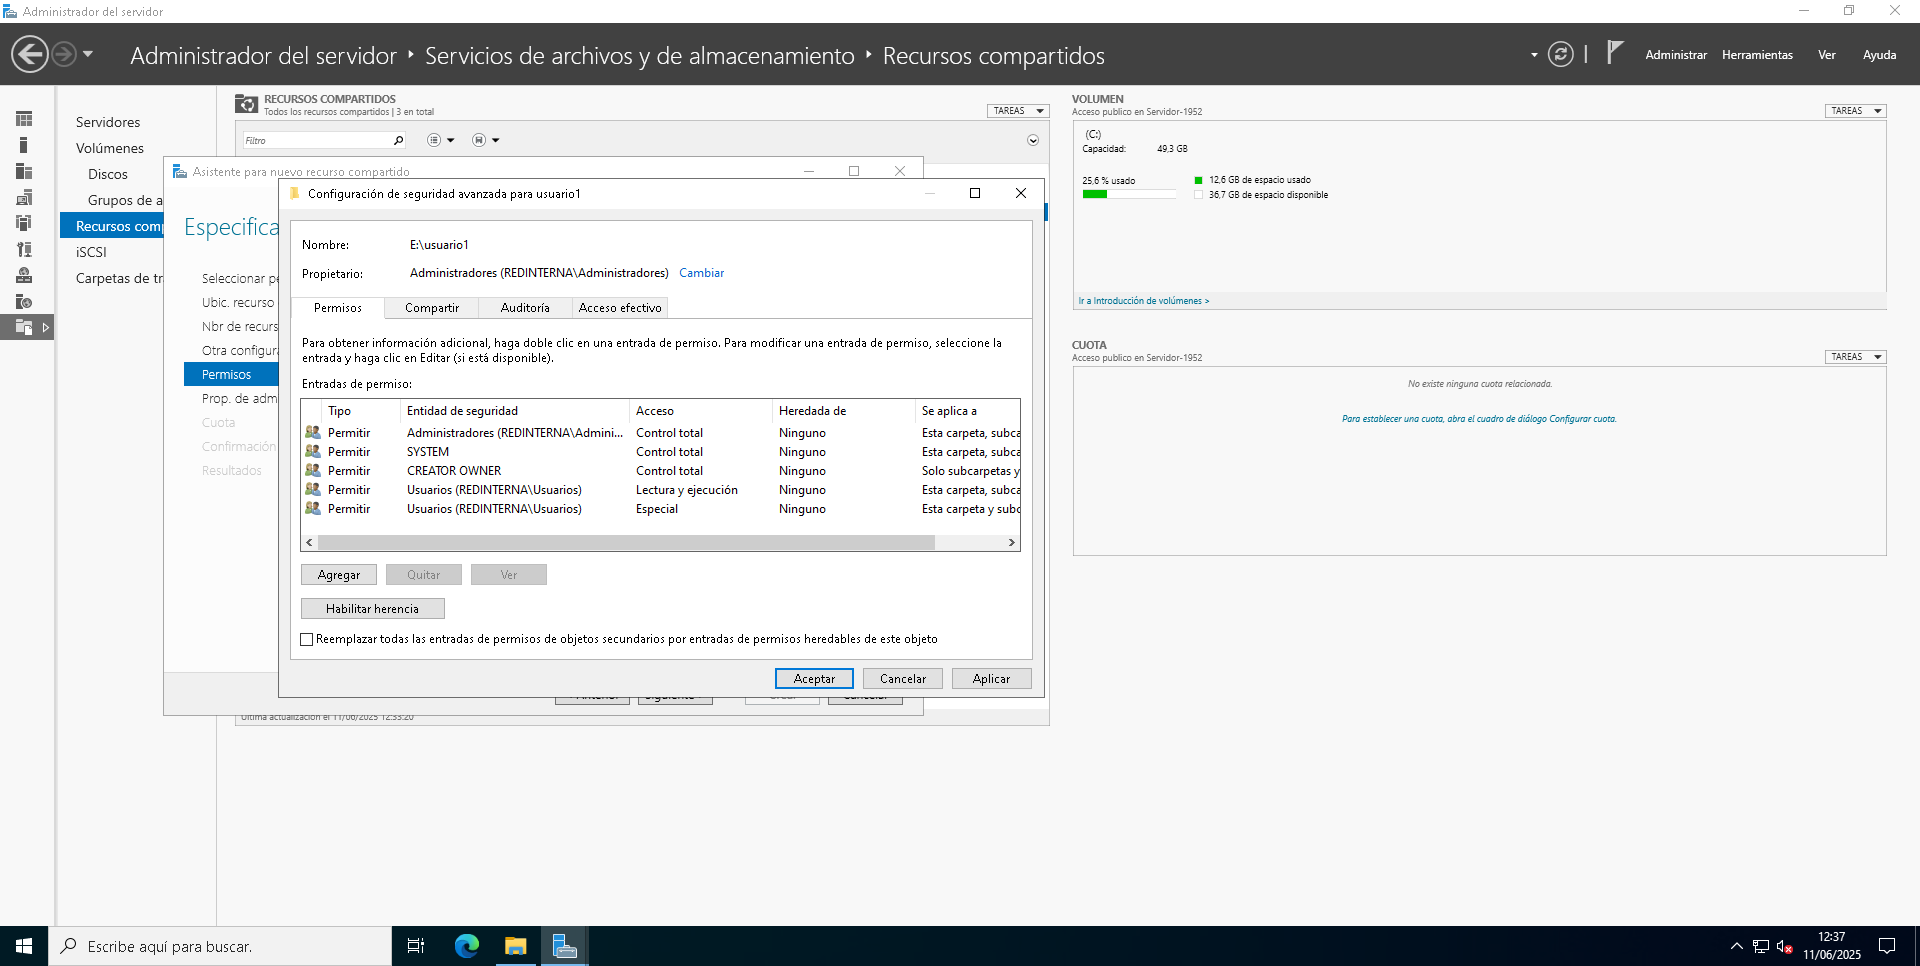 Administrador del servidor
Administrador del servidor ‣ Servicios de archivos y de almacenamiento ‣ Recursos compartidos
Administrar Herramientas Ver Ayuda
Servidores
Volúmenes
Discos
Grupos de a
Recursos com
iSCSI
Carpetas de tr
RECURSOS COMPARTIDOS
Todos los recursos compartidos | 3 en total
TAREAS
Filtro
Asistente para nuevo recurso compartido
Especifica
Seleccionar pe
Ubic. recurso
Nbr de recurs
Otra configura
Permisos
Prop. de adm
Cuota
Confirmación
Resultados
Configuración de seguridad avanzada para usuario1
Nombre: E:\usuario1
Propietario: Administradores (REDINTERNA\Administradores) Cambiar
Permisos Compartir Auditoría Acceso efectivo
Para obtener información adicional, haga doble clic en una entrada de permiso. Para modificar una entrada de permiso, seleccione la
entrada y haga clic en Editar (si está disponible).
Entradas de permiso:
Tipo Entidad de seguridad Acceso Heredada de Se aplica a
Permitir Administradores (REDINTERNA\Admini... Control total Ninguno Esta carpeta, subca
Permitir SYSTEM Control total Ninguno Esta carpeta, subca
Permitir CREATOR OWNER Control total Ninguno Solo subcarpetas y
Permitir Usuarios (REDINTERNA\Usuarios) Lectura y ejecución Ninguno Esta carpeta, subca
Permitir Usuarios (REDINTERNA\Usuarios) Especial Ninguno Esta carpeta y subc
Agregar Quitar Ver
Habilitar herencia
Reemplazar todas las entradas de permisos de objetos secundarios por entradas de permisos heredables de este objeto
Aceptar Cancelar Aplicar
Última actualización el 11/06/2025 12:33:20
VOLUMEN
Acceso publico en Servidor-1952
TAREAS
(C:)
Capacidad: 49,3 GB
25,6 % usado
12,6 GB de espacio usado
36,7 GB de espacio disponible
Ir a Introducción de volúmenes >
CUOTA
Acceso publico en Servidor-1952
TAREAS
No existe ninguna cuota relacionada.
Para establecer una cuota, abra el cuadro de diálogo Configurar cuota.
Escribe aquí para buscar.
12:37
11/06/2025